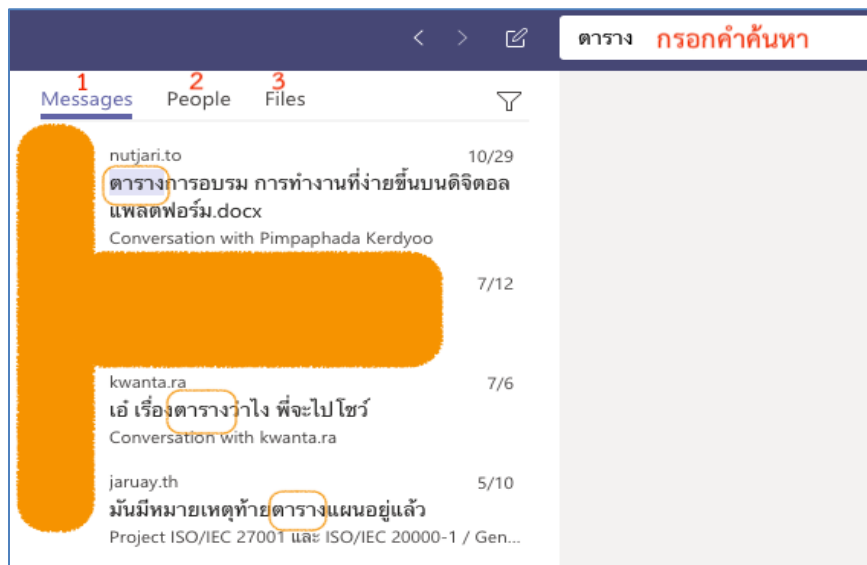 ตาราง กรอกคำค้นหา
1 2 3
Messages People Files
nutjari.to 10/29
ตารางการอบรม การทำงานที่ง่ายขึ้นบนดิจิตอล
แพลตฟอร์ม.docx
Conversation with Pimpaphada Kerdyoo
7/12
kwanta.ra 7/6
เอ๋ เรื่องตารางว่าไง พี่จะไปโชว์
Conversation with kwanta.ra
jaruay.th 5/10
มันมีหมายเหตุท้ายตารางแผนอยู่แล้ว
Project ISO/IEC 27001 และ ISO/IEC 20000-1 / Gen...